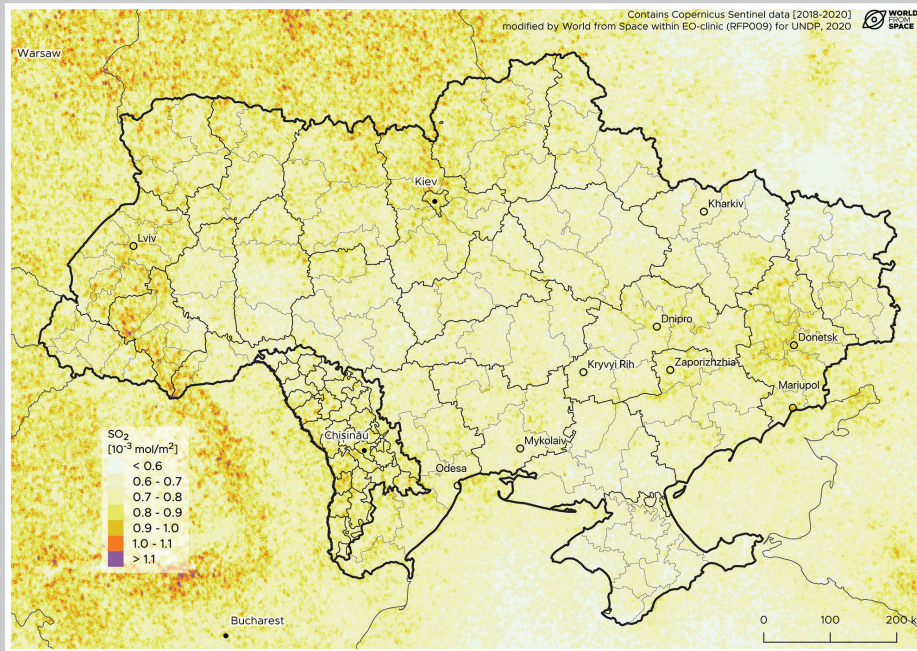 Contains Copernicus Sentinel data [2018-2020]
modified by World from Space within EO-clinic (RFP009) for UNDP, 2020
WORLD
FROM
SPACE
Warsaw
Kiev
Kharkiv
Lviv
Dnipro
Donetsk
Kryvyi Rih
Zaporizhzhia
Mariupol
Chișinău
Mykolaiv
Odesa
SO₂
[10⁻³ mol/m²]
< 0.6
0.6 - 0.7
0.7 - 0.8
0.8 - 0.9
0.9 - 1.0
1.0 - 1.1
> 1.1
Bucharest
0 100 200 k